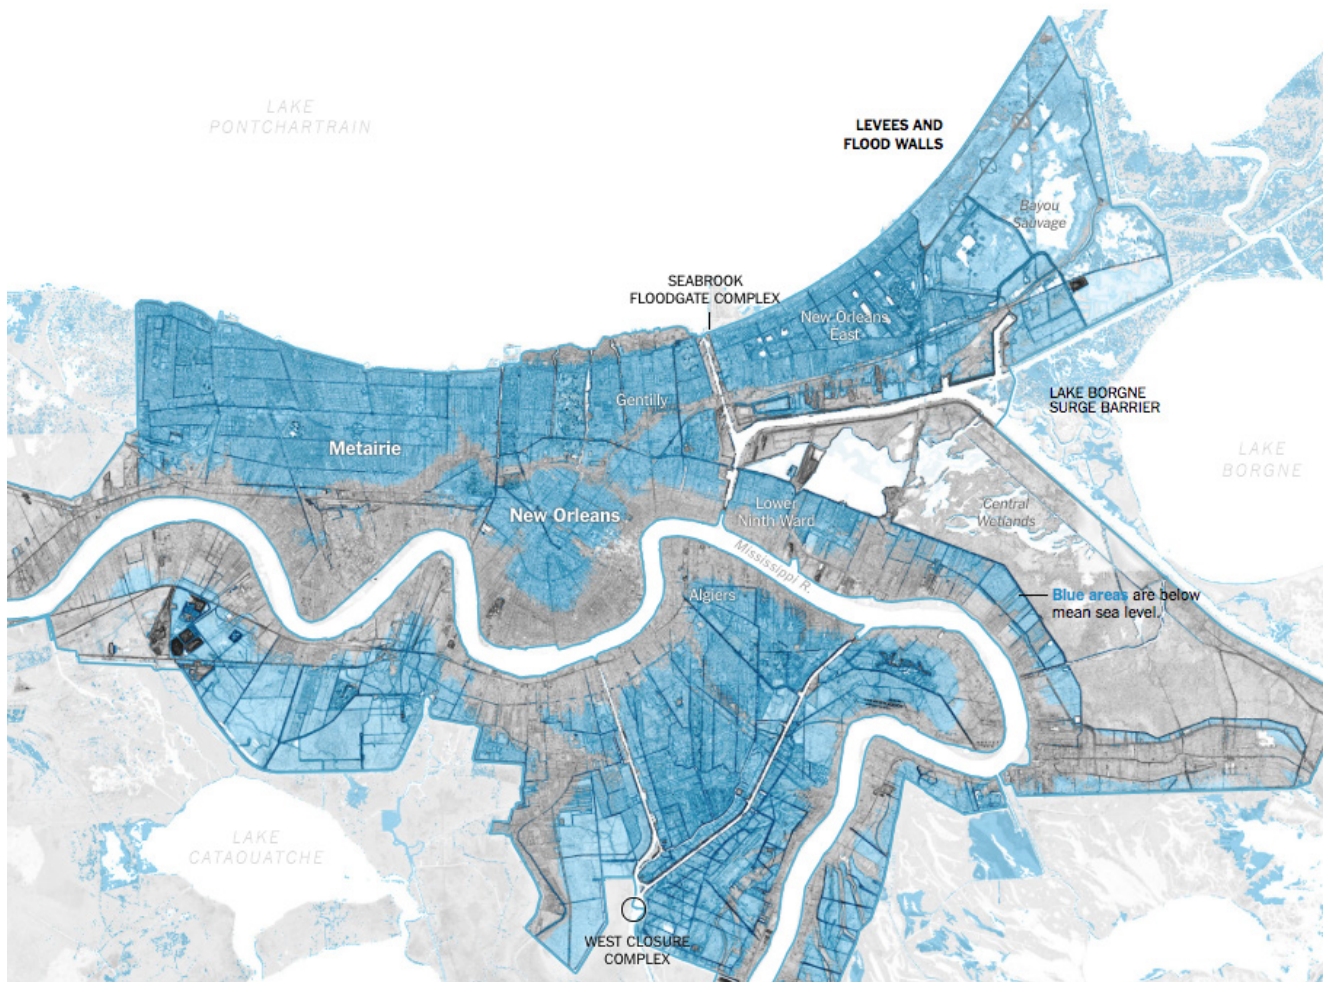 LAKE
PONTCHARTRAIN
LEVEES AND
FLOOD WALLS
Bayou
Sauvage
SEABROOK
FLOODGATE COMPLEX
New Orleans
East
Gentilly
LAKE BORGNE
SURGE BARRIER
Metairie
LAKE
BORGNE
New Orleans
Lower
Ninth Ward
Central
Wetlands
Mississippi R.
Algiers
Blue areas are below
mean sea level.
LAKE
CATAOUATCHE
WEST CLOSURE
COMPLEX